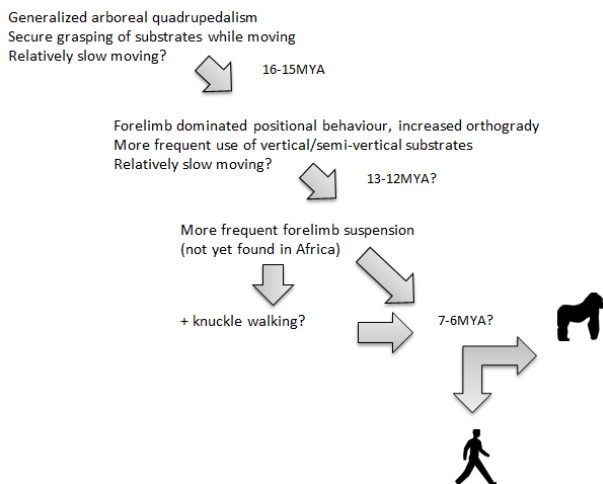 Generalized arboreal quadrupedalism
Secure grasping of substrates while moving
Relatively slow moving?
16-15MYA
Forelimb dominated positional behaviour, increased orthogrady
More frequent use of vertical/semi-vertical substrates
Relatively slow moving?
13-12MYA?
More frequent forelimb suspension
(not yet found in Africa)
+ knuckle walking?
7-6MYA?